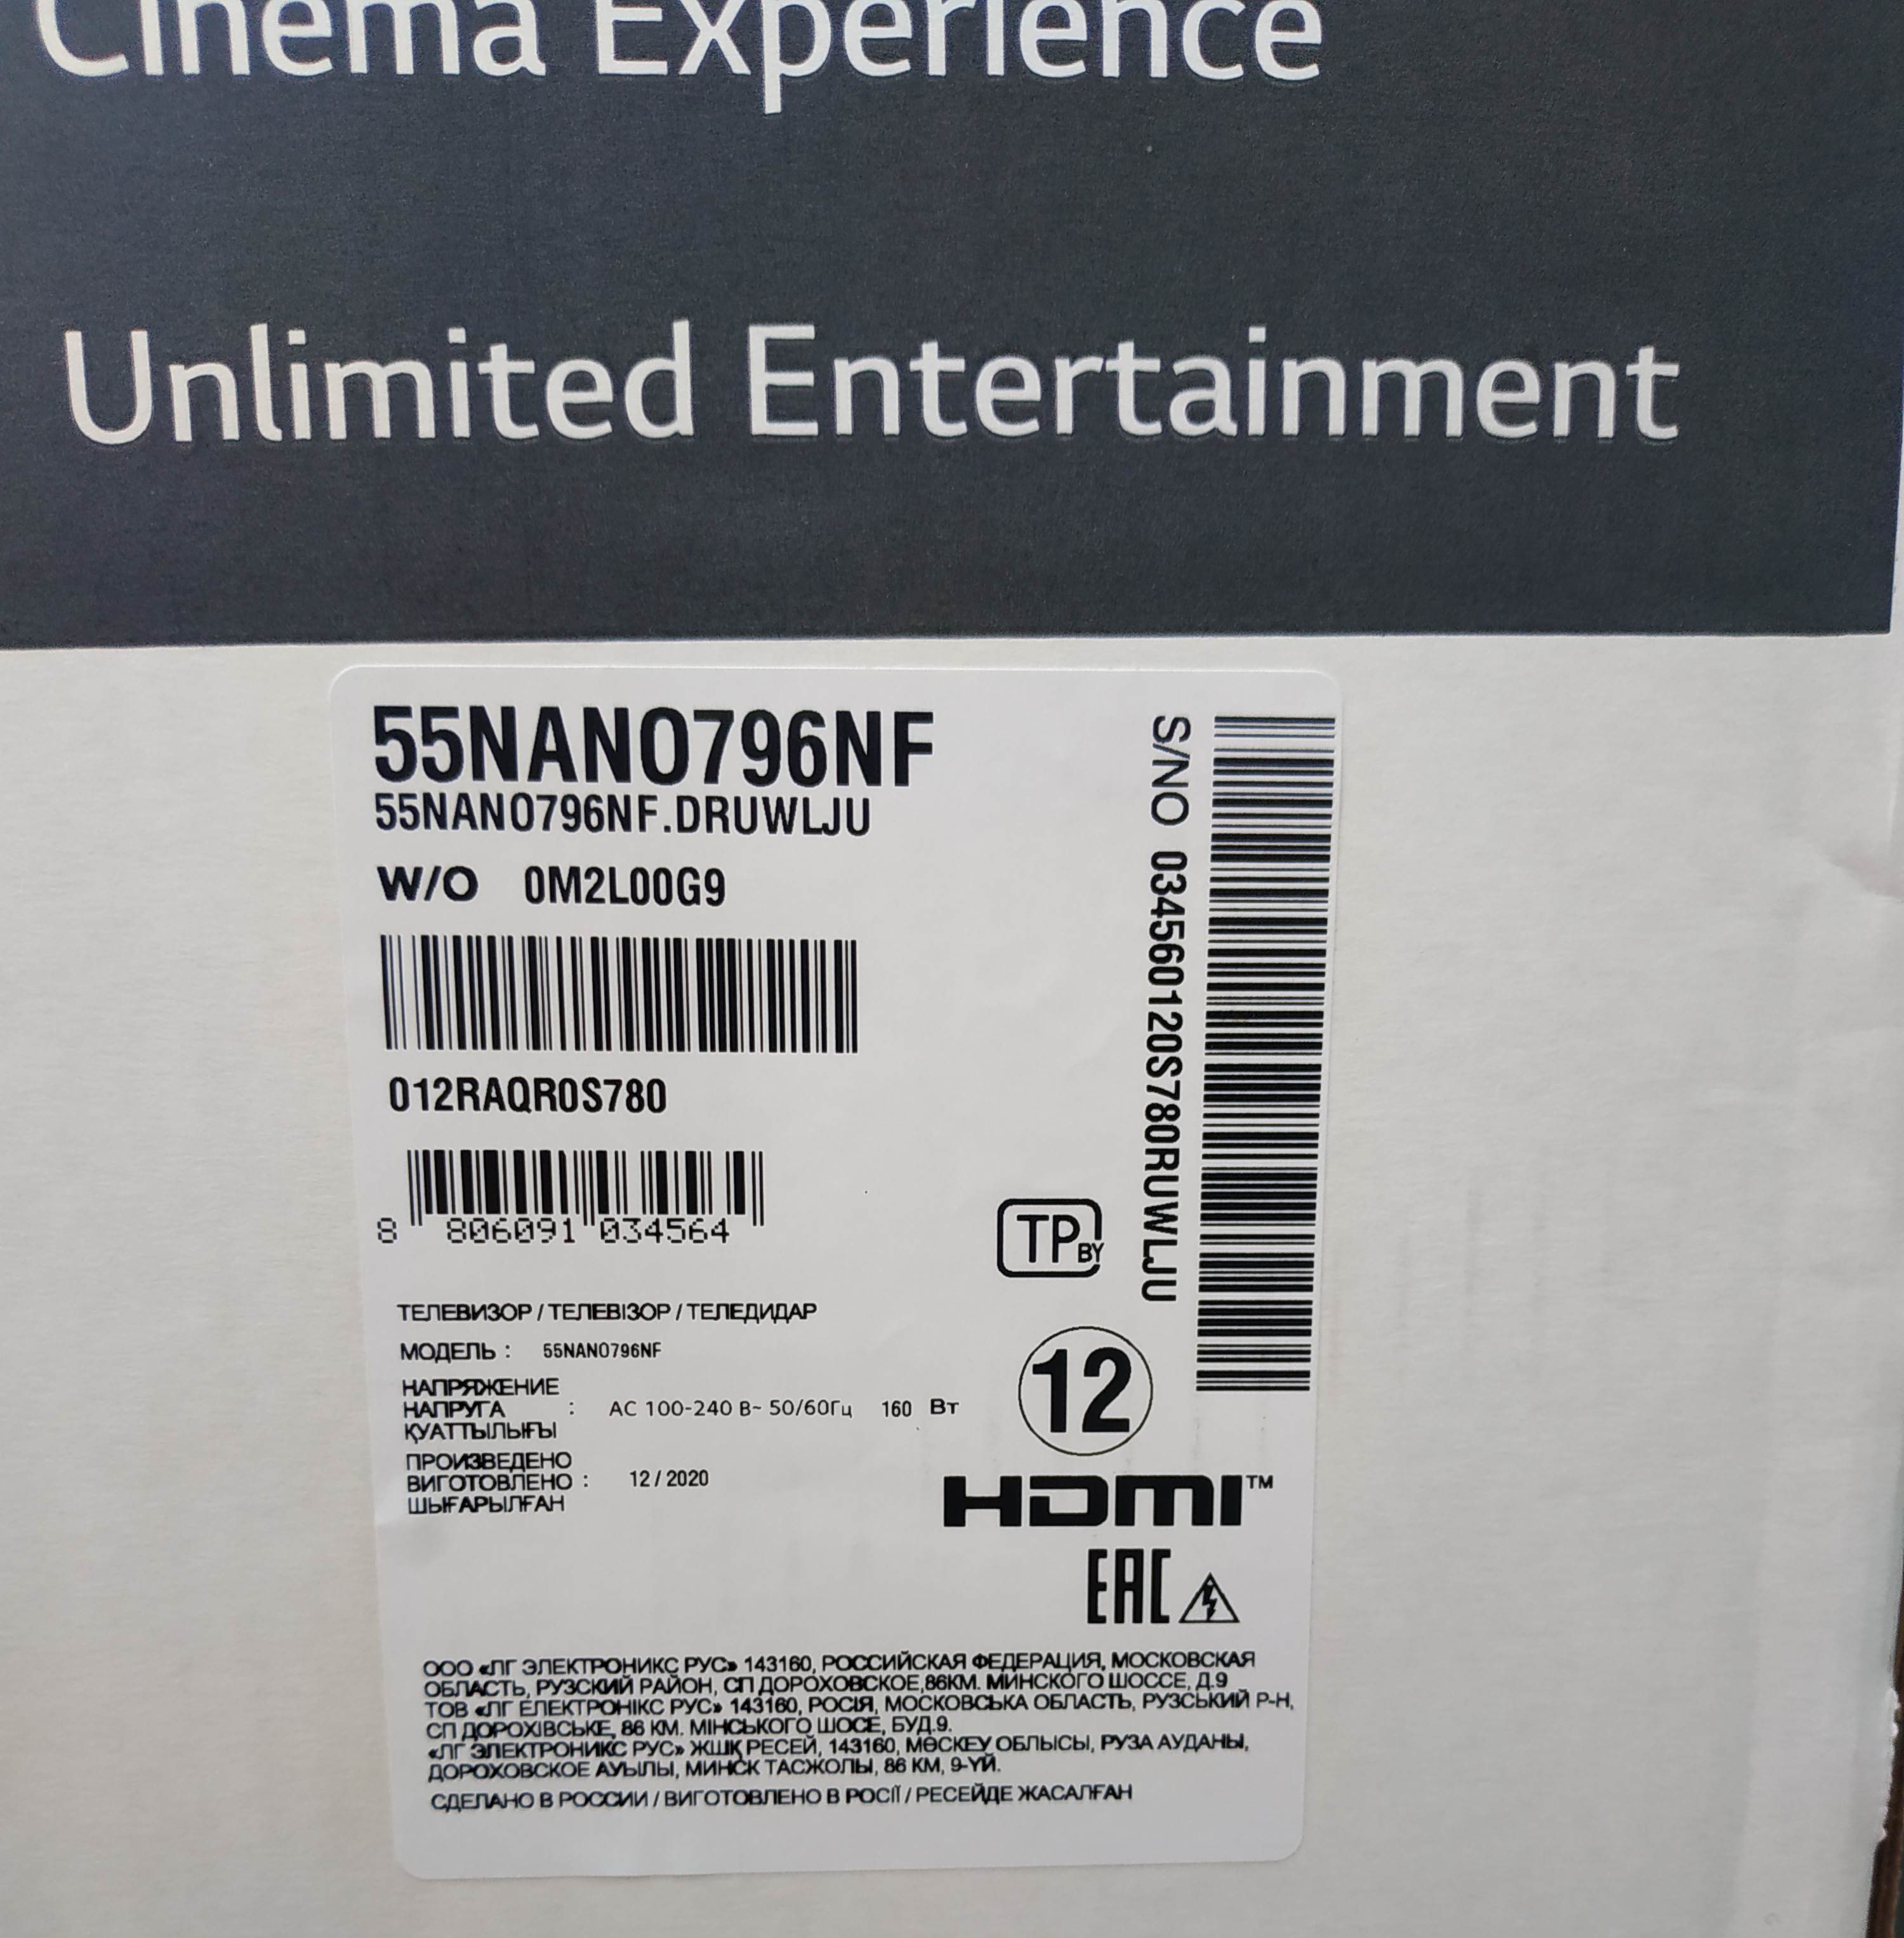 Cinema Experience
Unlimited Entertainment
55NANO796NF
55NANO796NF.DRUWLJU
W/O 0M2L00G9
012RAQR0S780
8 806091 034564
S/NO 034560120S780RUWLJU
TP BY
ТЕЛЕВИЗОР / ТЕЛЕВІЗОР / ТЕЛЕДИДАР
МОДЕЛЬ : 55NANO796NF
НАПРЯЖЕНИЕ
НАПРУГА : AC 100-240 В~ 50/60Гц 160 Вт
ҚУАТТЫЛЫҒЫ
ПРОИЗВЕДЕНО
ВИГОТОВЛЕНО : 12 / 2020
ШЫҒАРЫЛҒАН
12
HDMI™
EAC
ООО «ЛГ ЭЛЕКТРОНИКС РУС» 143160, РОССИЙСКАЯ ФЕДЕРАЦИЯ, МОСКОВСКАЯ
ОБЛАСТЬ, РУЗСКИЙ РАЙОН, СП ДОРОХОВСКОЕ,86КМ. МИНСКОГО ШОССЕ, Д.9
ТОВ «ЛГ ЕЛЕКТРОНІКС РУС» 143160, РОСІЯ, МОСКОВСЬКА ОБЛАСТЬ, РУЗСЬКИЙ Р-Н,
СП ДОРОХІВСЬКЕ, 86 КМ. МІНСЬКОГО ШОСЕ, БУД.9.
«ЛГ ЭЛЕКТРОНИКС РУС» ЖШҚ РЕСЕЙ, 143160, МӘСКЕУ ОБЛЫСЫ, РУЗА АУДАНЫ,
ДОРОХОВСКОЕ АУЫЛЫ, МИНСК ТАСЖОЛЫ, 86 КМ, 9-ҮЙ.
СДЕЛАНО В РОССИИ / ВИГОТОВЛЕНО В РОСІЇ / РЕСЕЙДЕ ЖАСАЛҒАН